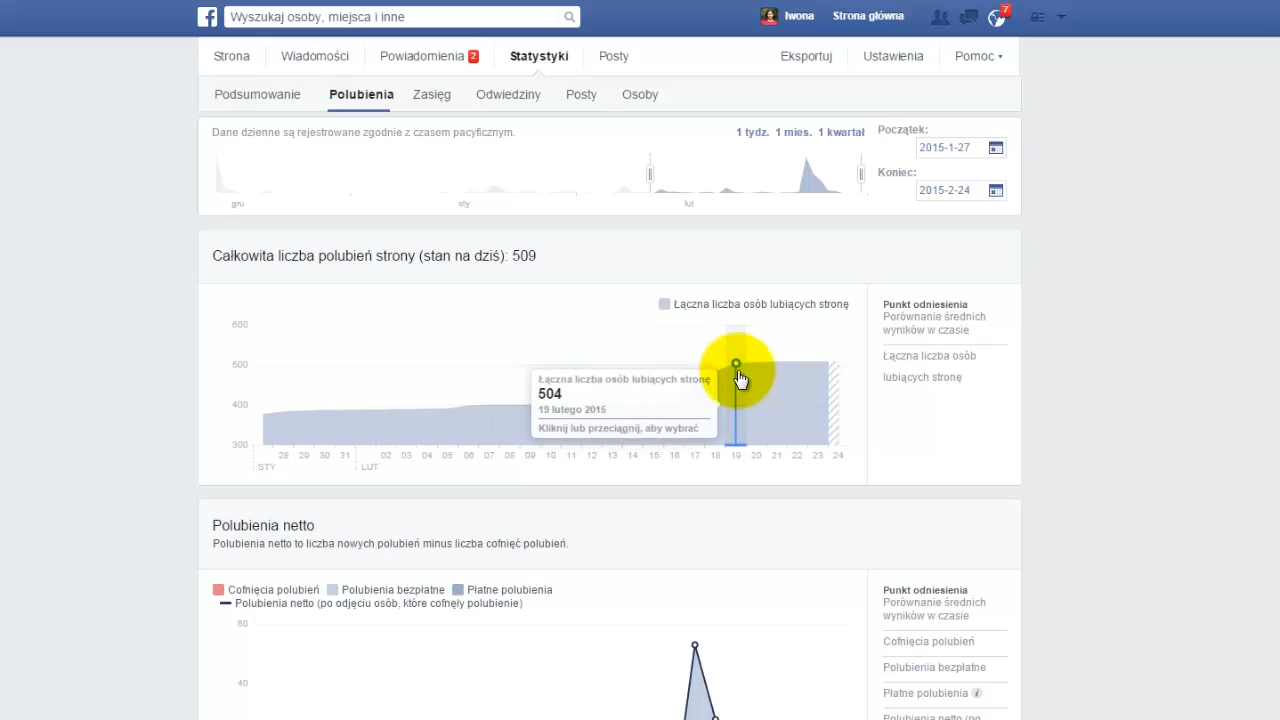 Wyszukaj osoby, miejsca i inne
Iwona
Strona główna
7
Strona
Wiadomości
Powiadomienia 2
Statystyki
Posty
Eksportuj
Ustawienia
Pomoc
Podsumowanie
Polubienia
Zasięg
Odwiedziny
Posty
Osoby
Dane dzienne są rejestrowane zgodnie z czasem pacyficznym.
1 tydz. 1 mies. 1 kwartał
Początek:
2015-1-27
Koniec:
2015-2-24
gru sty lut
Całkowita liczba polubień strony (stan na dziś): 509
Łączna liczba osób lubiących stronę
600
500
400
300
Łączna liczba osób lubiących stronę
504
19 lutego 2015
Kliknij lub przeciągnij, aby wybrać
28 29 30 31 02 03 04 05 06 07 08 09 10 11 12 13 14 15 16 17 18 19 20 21 22 23 24
STY LUT
Punkt odniesienia
Porównanie średnich
wyników w czasie
Łączna liczba osób
lubiących stronę
Polubienia netto
Polubienia netto to liczba nowych polubień minus liczba cofnięć polubień.
Cofnięcia polubień Polubienia bezpłatne Płatne polubienia
Polubienia netto (po odjęciu osób, które cofnęły polubienie)
60
40
Punkt odniesienia
Porównanie średnich
wyników w czasie
Cofnięcia polubień
Polubienia bezpłatne
Płatne polubienia
Polubienia netto (po